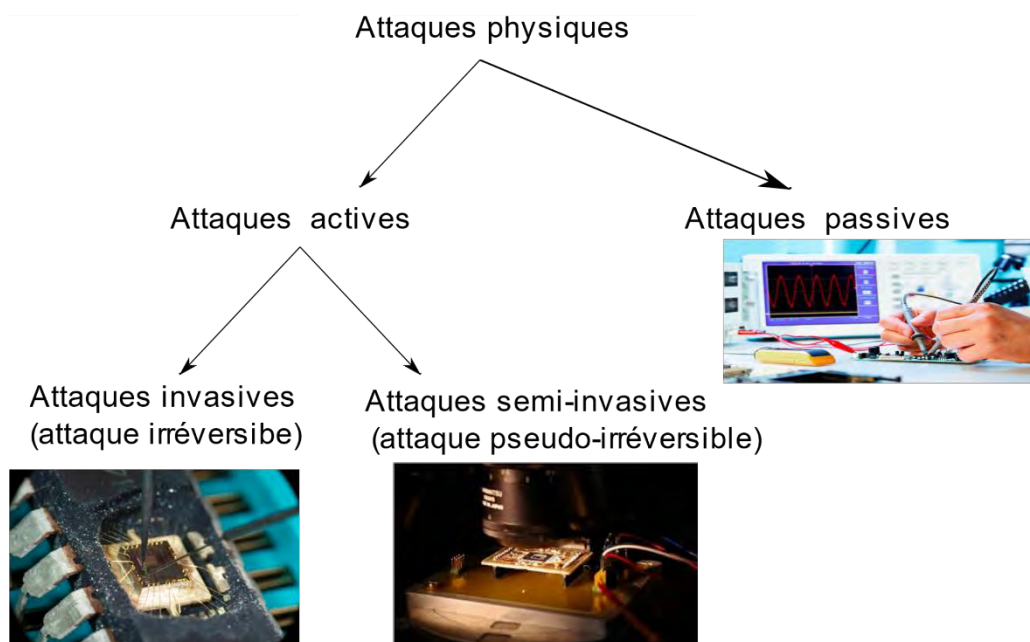 Attaques physiques
Attaques actives
Attaques passives
Attaques invasives
(attaque irréversibe)
Attaques semi-invasives
(attaque pseudo-irréversible)